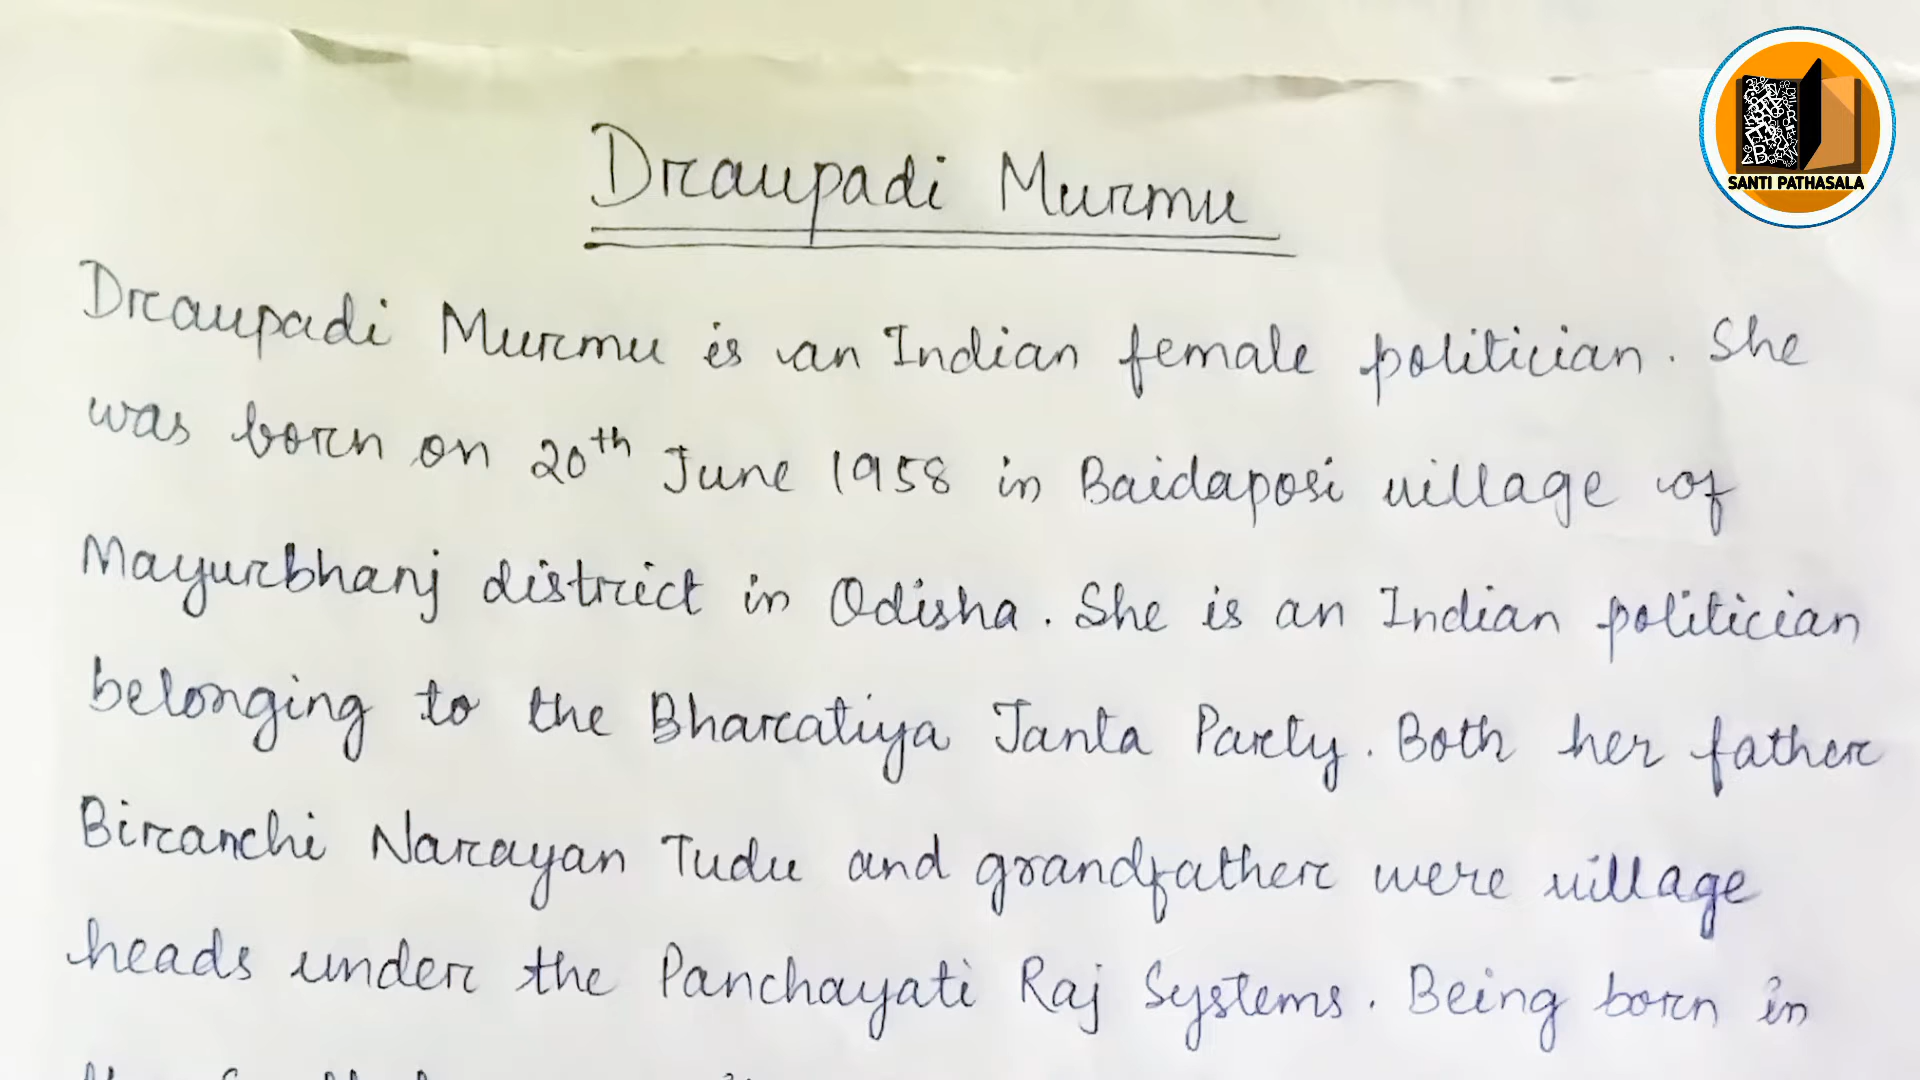 Draupadi Murmu
SANTI PATHASALA
Draupadi Murmu is an Indian female politician. She
was born on 20th June 1958 in Baidaposi village of
Mayurbhanj district in Odisha. She is an Indian politician
belonging to the Bharatiya Janta Party. Both her father
Biranchi Narayan Tudu and grandfather were village
heads under the Panchayati Raj Systems. Being born in